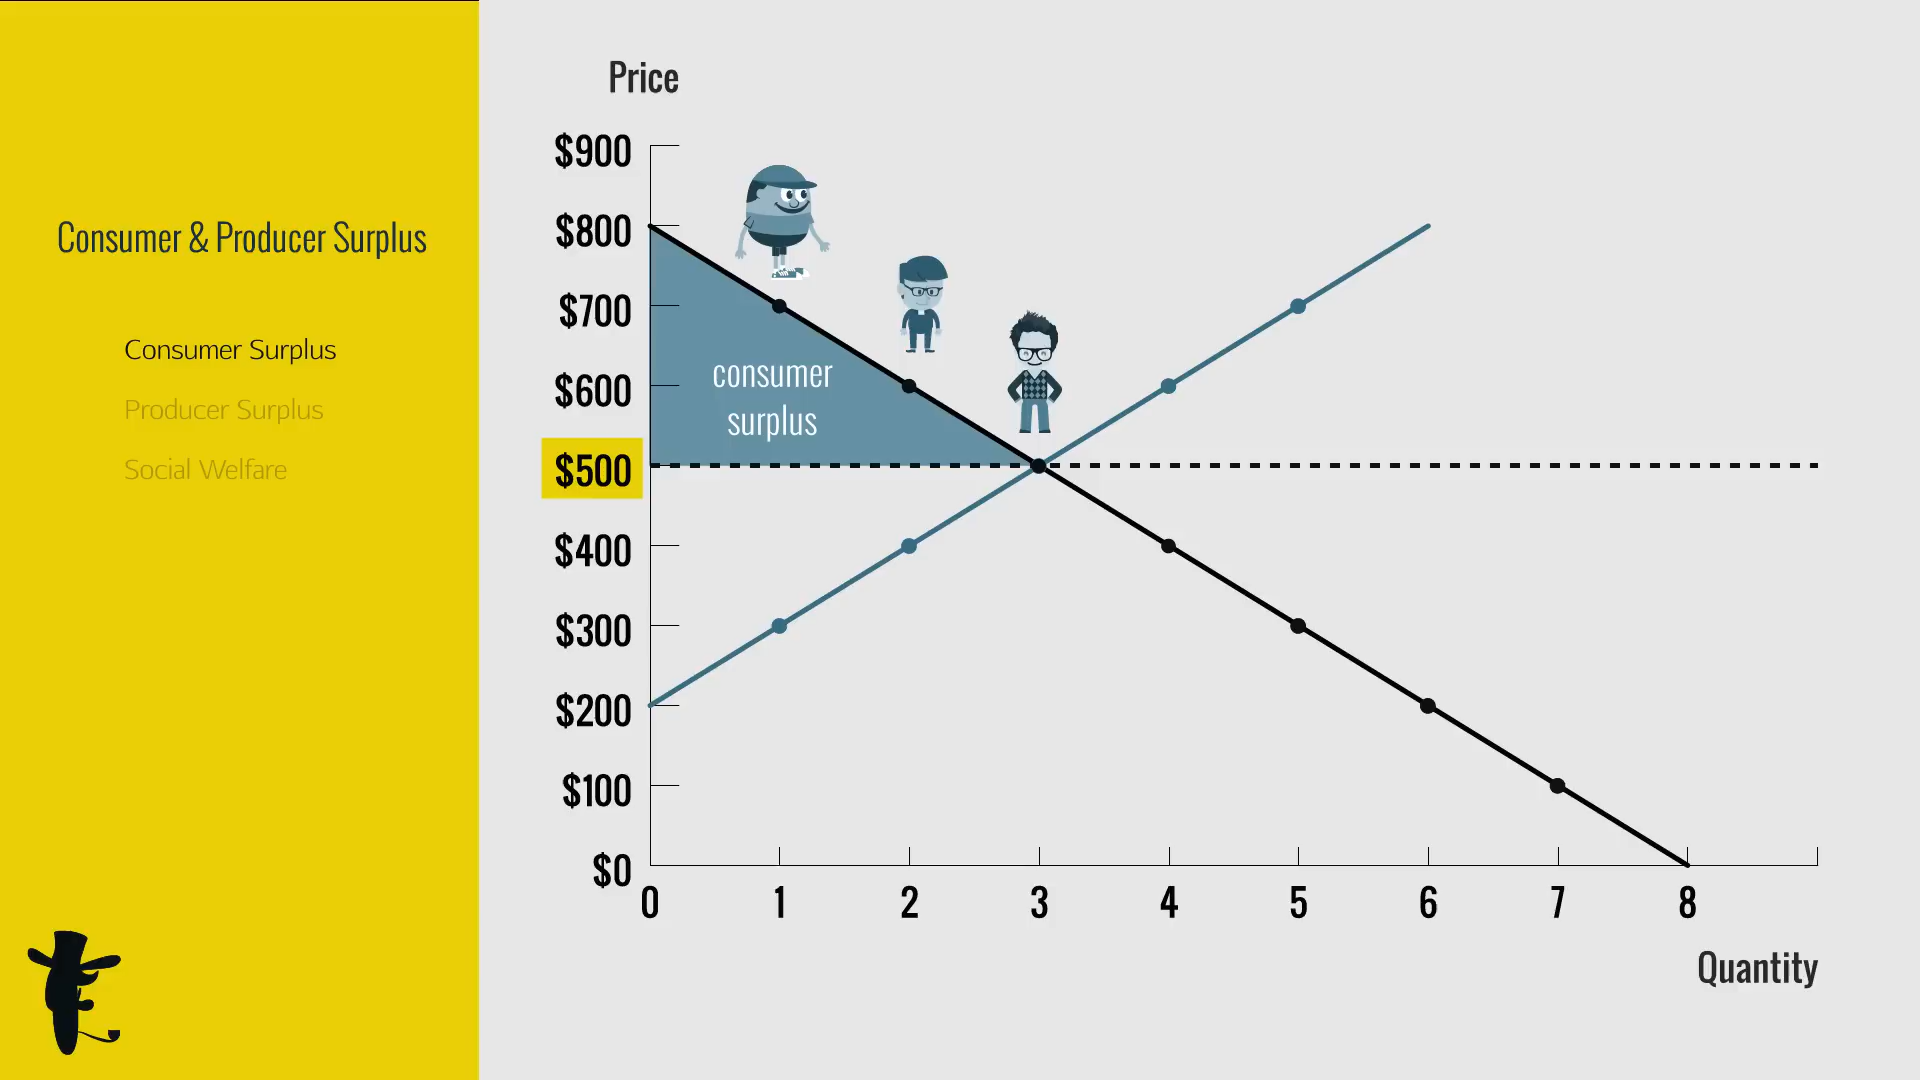 Consumer & Producer Surplus
Consumer Surplus
Producer Surplus
Social Welfare
Price
$900
$800
$700
$600
$500
$400
$300
$200
$100
$0
consumer
surplus
0 1 2 3 4 5 6 7 8
Quantity